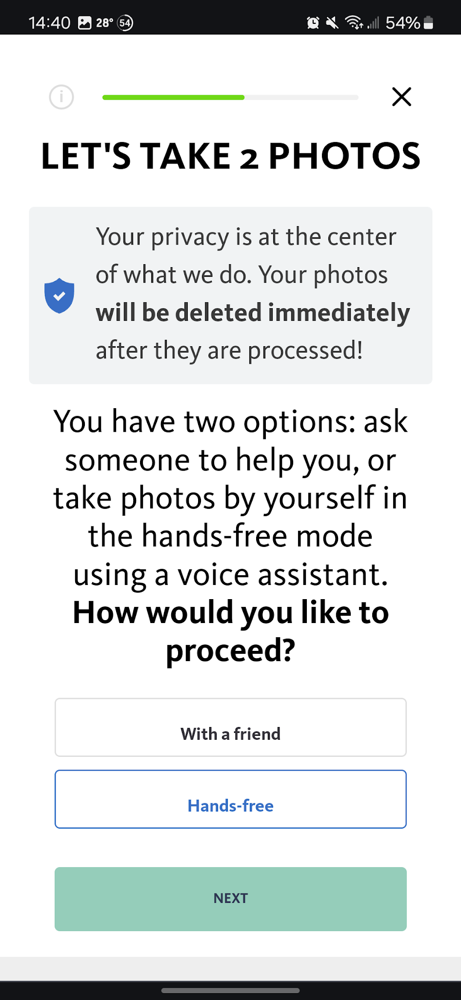 14:40 28° 54 54%
i
LET'S TAKE 2 PHOTOS
Your privacy is at the center
of what we do. Your photos
will be deleted immediately
after they are processed!
You have two options: ask
someone to help you, or
take photos by yourself in
the hands-free mode
using a voice assistant.
How would you like to
proceed?
With a friend
Hands-free
NEXT